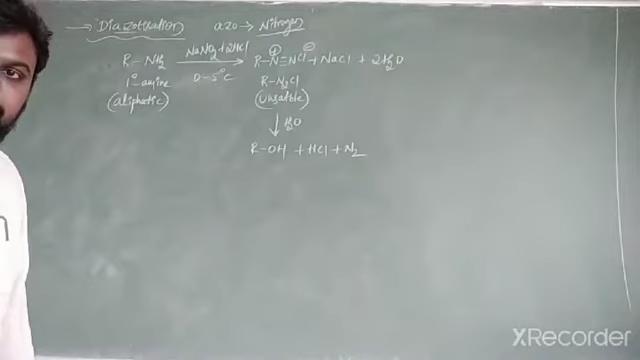 → Diazotisation azo → Nitrogen
R-NH₂ NaNO₂+2HCl → R-N⊕≡NCl⊖ + NaCl + 2H₂O
1° amine 0-5°C R-N₂Cl
(aliphatic) (Unstable)
↓ H₂O
R-OH + HCl + N₂
XRecorder